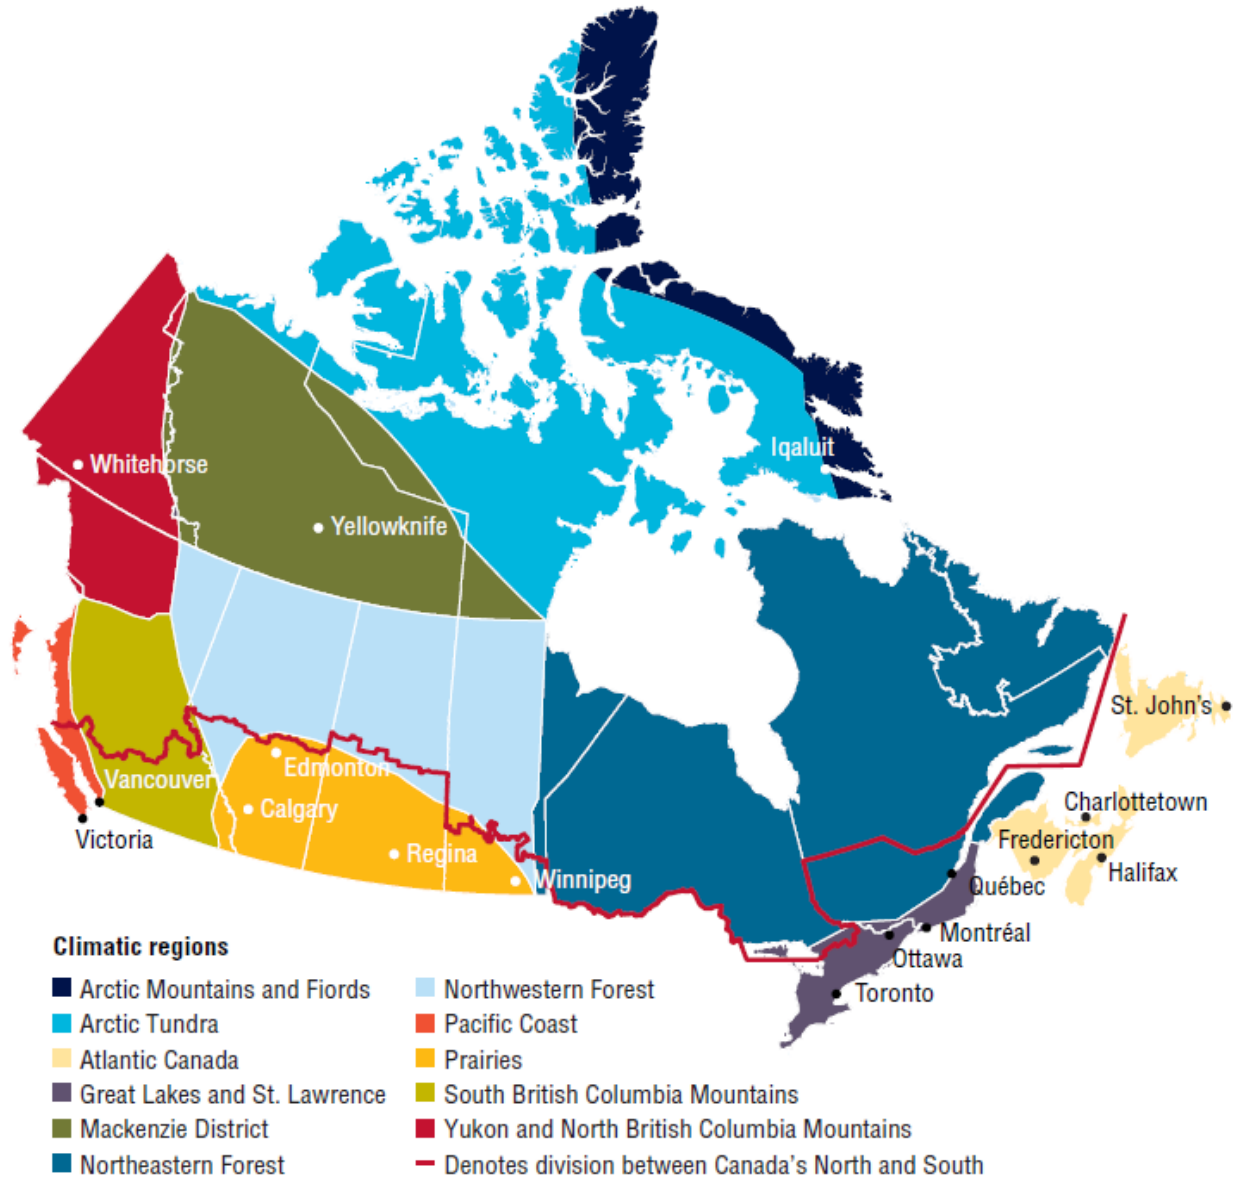 Iqaluit
Whitehorse
Yellowknife
St. John's
Edmonton
Vancouver
Calgary
Charlottetown
Victoria
Fredericton
Regina
Halifax
Winnipeg
Québec
Montréal
Ottawa
Toronto
Climatic regions
Arctic Mountains and Fiords
Arctic Tundra
Atlantic Canada
Great Lakes and St. Lawrence
Mackenzie District
Northeastern Forest
Northwestern Forest
Pacific Coast
Prairies
South British Columbia Mountains
Yukon and North British Columbia Mountains
Denotes division between Canada's North and South